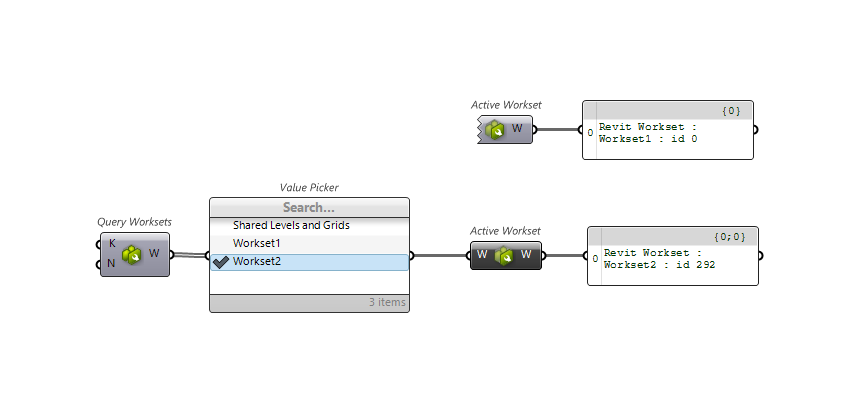 Active Workset
W
{0}
0
Revit Workset :
Workset1 : id 0
Value Picker
Search...
Shared Levels and Grids
Workset1
Workset2
3 items
Query Worksets
K
N
W
Active Workset
W
W
{0;0}
0
Revit Workset :
Workset2 : id 292